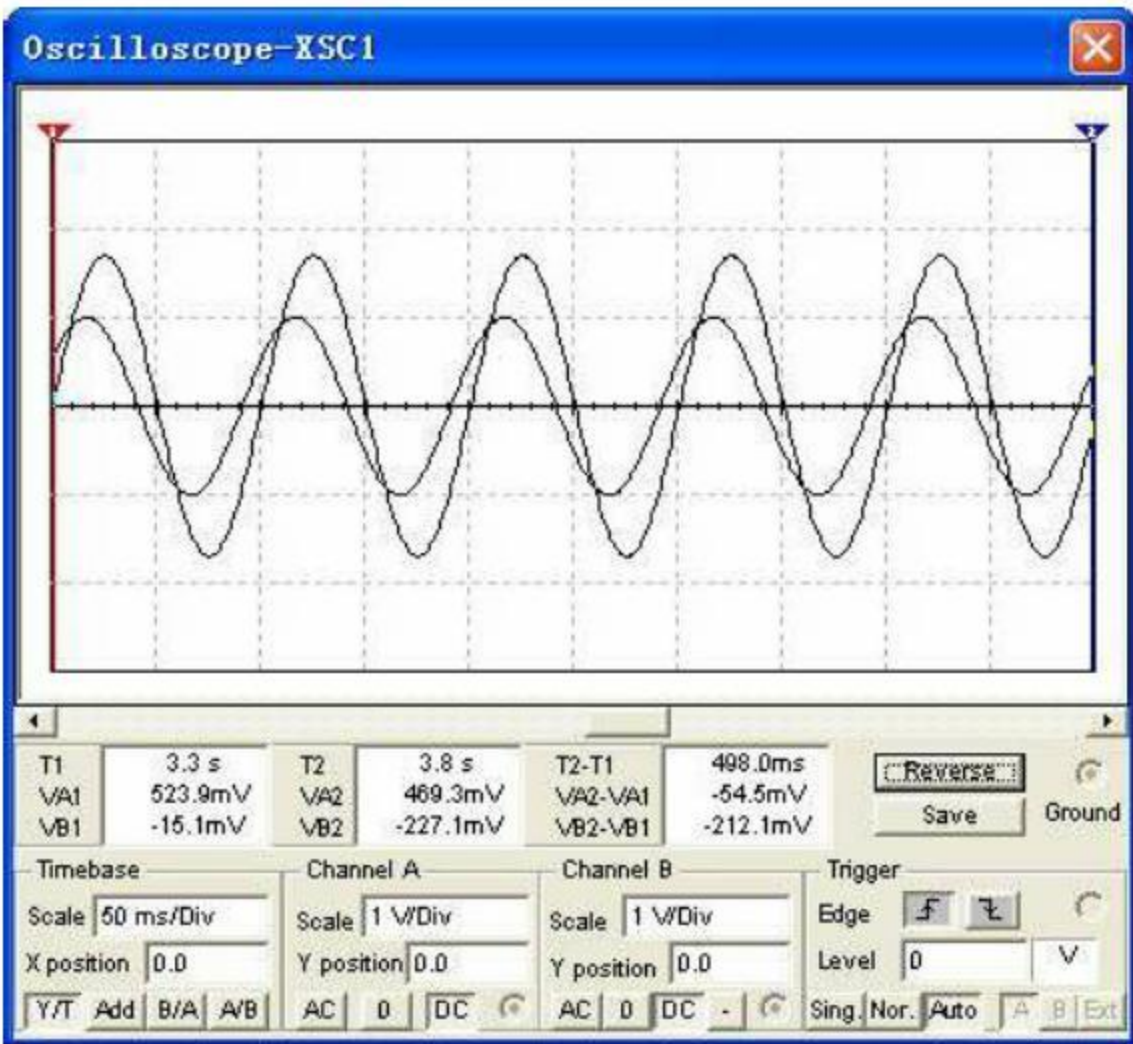 Oscilloscope-XSC1
1 2
T1 3.3 s T2 3.8 s T2-T1 498.0ms Reverse
VA1 523.9mV VA2 469.3mV VA2-VA1 -54.5mV
VB1 -15.1mV VB2 -227.1mV VB2-VB1 -212.1mV Save Ground
Timebase Channel A Channel B Trigger
Scale 50 ms/Div Scale 1 V/Div Scale 1 V/Div Edge
X position 0.0 Y position 0.0 Y position 0.0 Level 0 V
Y/T Add B/A A/B AC 0 DC AC 0 DC - Sing. Nor. Auto A B Ext